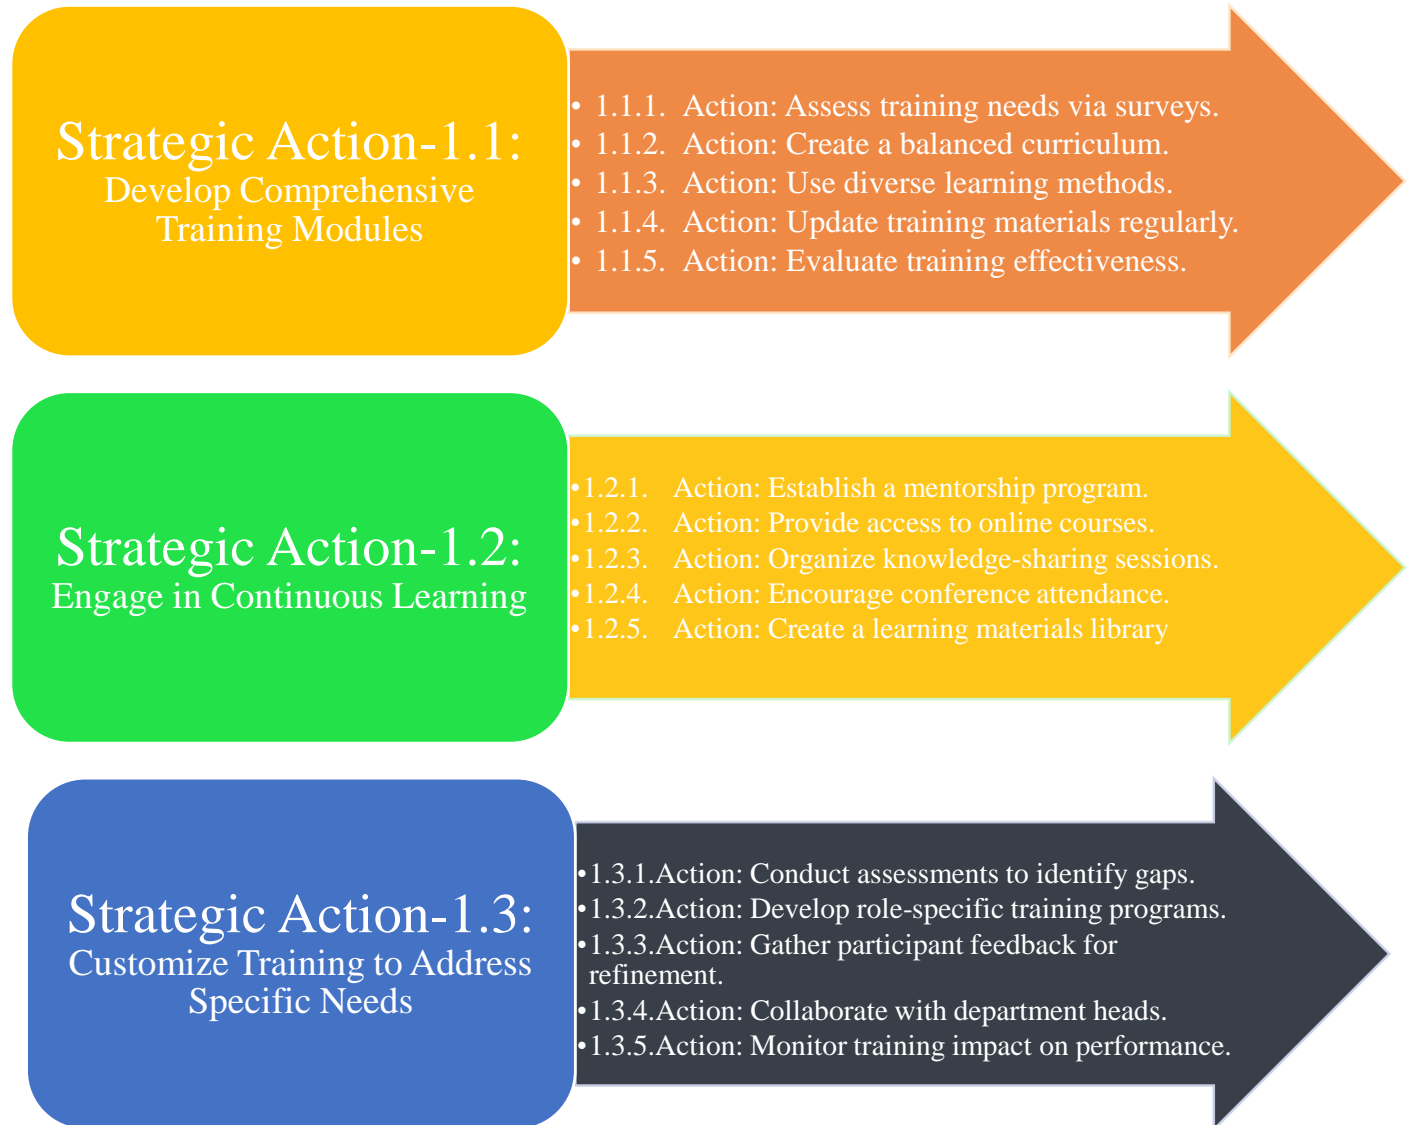 Strategic Action-1.1:
Develop Comprehensive
Training Modules
• 1.1.1. Action: Assess training needs via surveys.
• 1.1.2. Action: Create a balanced curriculum.
• 1.1.3. Action: Use diverse learning methods.
• 1.1.4. Action: Update training materials regularly.
• 1.1.5. Action: Evaluate training effectiveness.
Strategic Action-1.2:
Engage in Continuous Learning
•1.2.1. Action: Establish a mentorship program.
•1.2.2. Action: Provide access to online courses.
•1.2.3. Action: Organize knowledge-sharing sessions.
•1.2.4. Action: Encourage conference attendance.
•1.2.5. Action: Create a learning materials library
Strategic Action-1.3:
Customize Training to Address
Specific Needs
•1.3.1.Action: Conduct assessments to identify gaps.
•1.3.2.Action: Develop role-specific training programs.
•1.3.3.Action: Gather participant feedback for
refinement.
•1.3.4.Action: Collaborate with department heads.
•1.3.5.Action: Monitor training impact on performance.